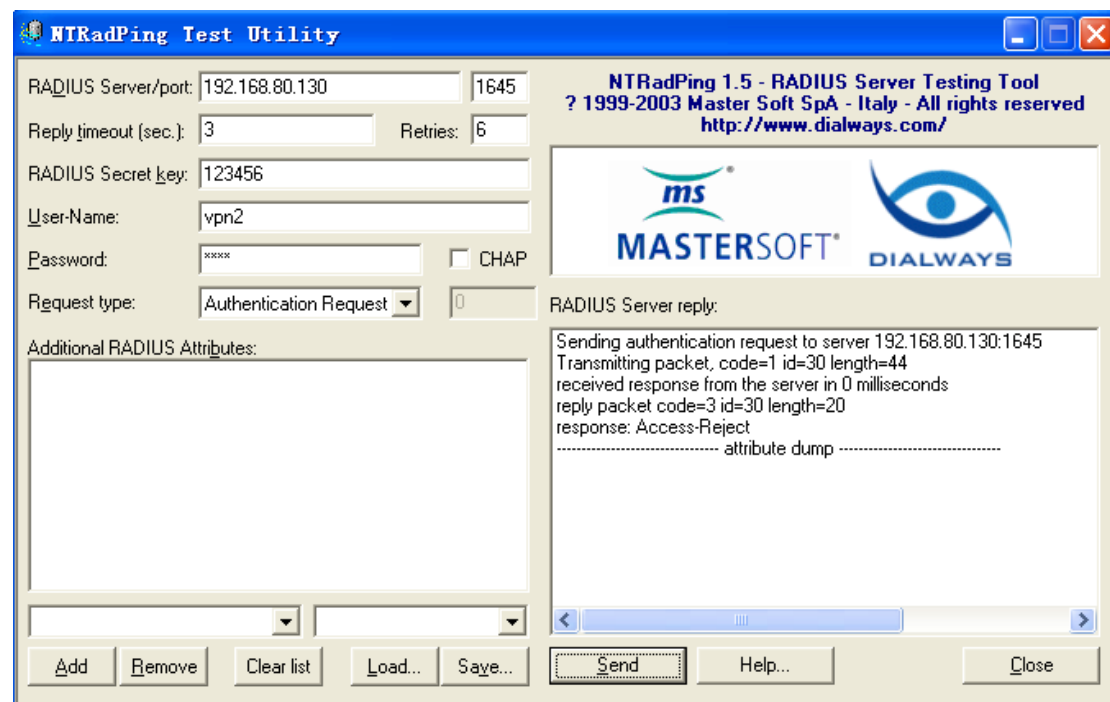 NTRadPing Test Utility
RADIUS Server/port: 192.168.80.130 1645
Reply timeout (sec.): 3 Retries: 6
RADIUS Secret key: 123456
User-Name: vpn2
Password: **** CHAP
Request type: Authentication Request 0
Additional RADIUS Attributes:
Add Remove Clear list Load... Save...
NTRadPing 1.5 - RADIUS Server Testing Tool
? 1999-2003 Master Soft SpA - Italy - All rights reserved
http://www.dialways.com/
ms
MASTERSOFT DIALWAYS
RADIUS Server reply:
Sending authentication request to server 192.168.80.130:1645
Transmitting packet, code=1 id=30 length=44
received response from the server in 0 milliseconds
reply packet code=3 id=30 length=20
response: Access-Reject
--------------------------------- attribute dump ---------------------------------
Send Help... Close